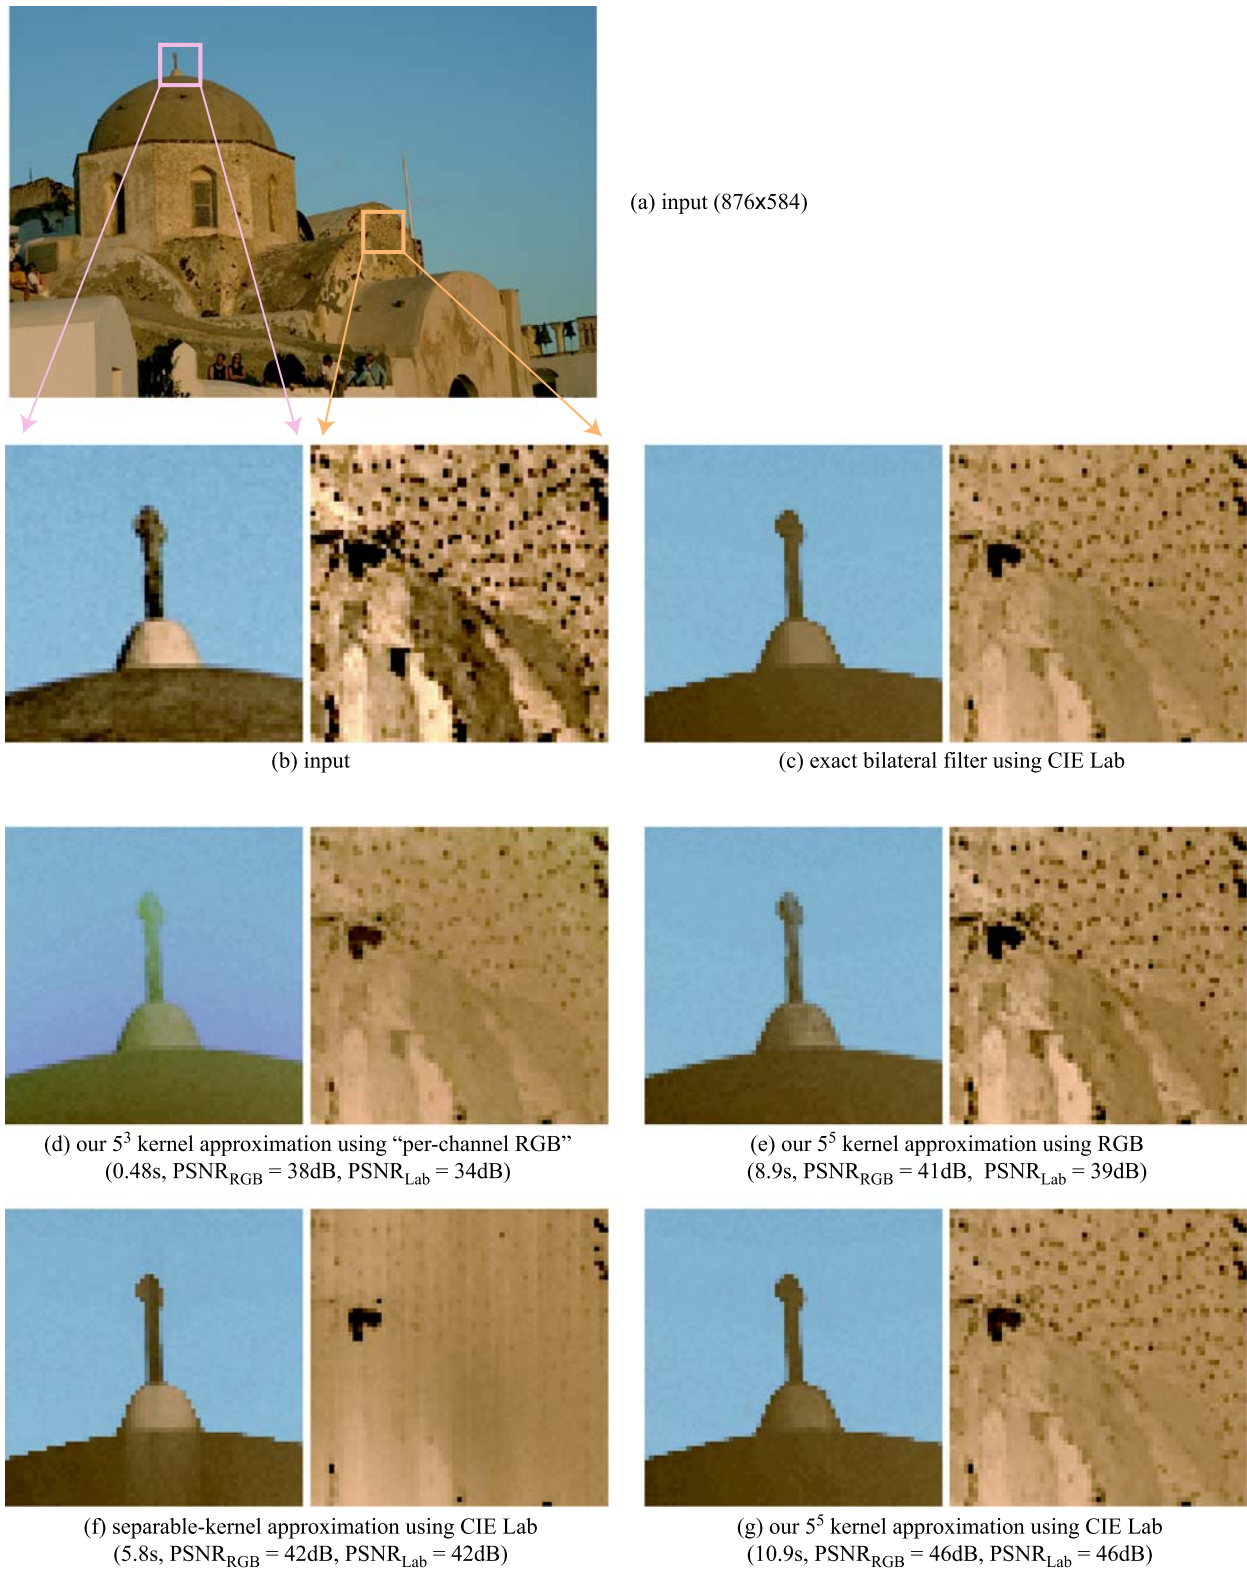 (a) input (876x584)
(b) input
(c) exact bilateral filter using CIE Lab
(d) our 5³ kernel approximation using “per-channel RGB”
(0.48s, PSNR_RGB = 38dB, PSNR_Lab = 34dB)
(e) our 5⁵ kernel approximation using RGB
(8.9s, PSNR_RGB = 41dB, PSNR_Lab = 39dB)
(f) separable-kernel approximation using CIE Lab
(5.8s, PSNR_RGB = 42dB, PSNR_Lab = 42dB)
(g) our 5⁵ kernel approximation using CIE Lab
(10.9s, PSNR_RGB = 46dB, PSNR_Lab = 46dB)